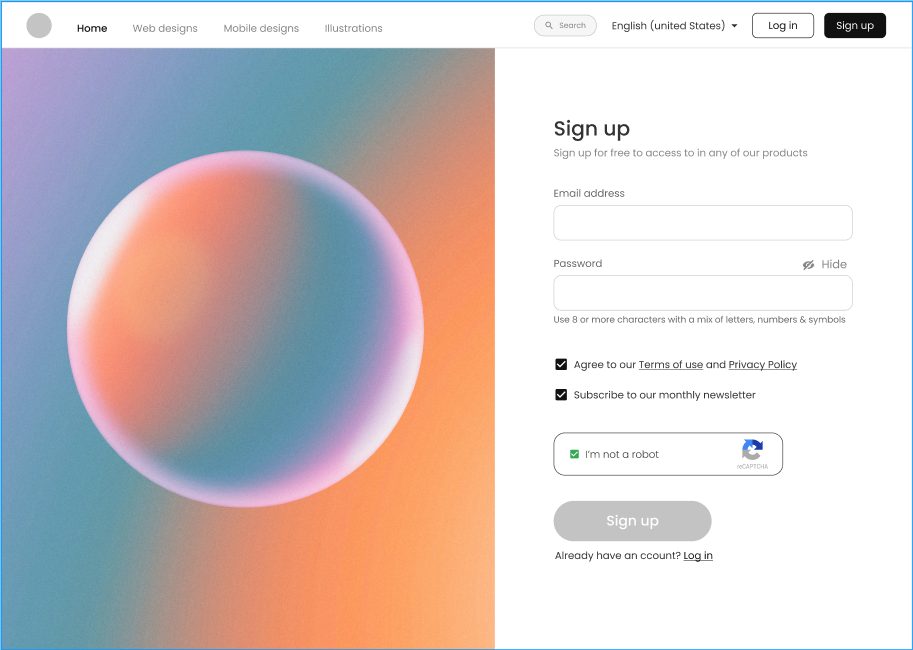 Home Web designs Mobile designs Illustrations Search English (united States) Log in Sign up
Sign up
Sign up for free to access to in any of our products
Email address
Password Hide
Use 8 or more characters with a mix of letters, numbers & symbols
Agree to our Terms of use and Privacy Policy
Subscribe to our monthly newsletter
I'm not a robot
reCAPTCHA
Sign up
Already have an ccount? Log in